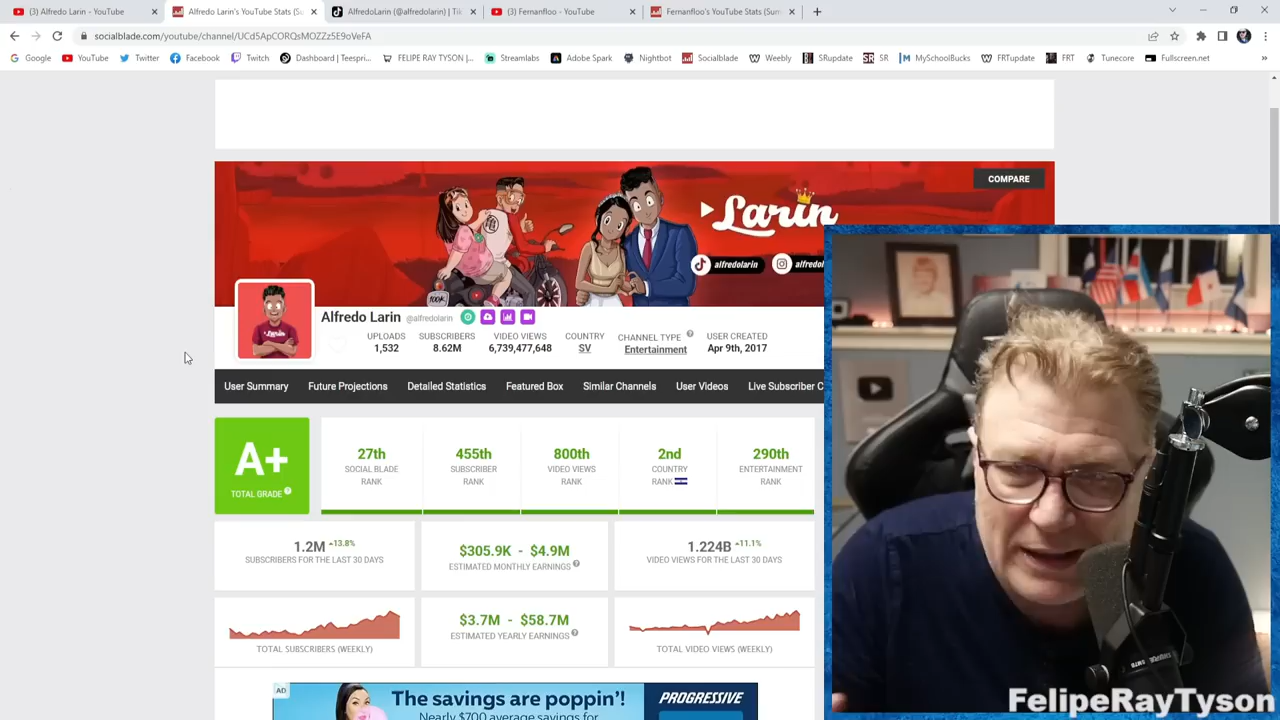 (3) Alfredo Larin - YouTube
Alfredo Larin's YouTube Stats (Su
AlfredoLarin (@alfredolarin) | Tik
(3) Fernanfloo - YouTube
Fernanfloo's YouTube Stats (Sum
socialblade.com/youtube/channel/UCd5ApCORQsMOZZz5E9oVeFA
Google
YouTube
Twitter
Facebook
Twitch
Dashboard | Teespri...
FELIPE RAY TYSON |...
Streamlabs
Adobe Spark
Nightbot
Socialblade
Weebly
SRupdate
SR
MySchoolBucks
FRTupdate
FRT
Tunecore
Fullscreen.net
COMPARE
Larin
alfredolarin
alfredo
100K
Larin
Alfredo Larin @alfredolarin
UPLOADS
1,532
SUBSCRIBERS
8.62M
VIDEO VIEWS
6,739,477,648
COUNTRY
SV
CHANNEL TYPE
Entertainment
USER CREATED
Apr 9th, 2017
User Summary
Future Projections
Detailed Statistics
Featured Box
Similar Channels
User Videos
Live Subscriber C
A+
TOTAL GRADE
27th
SOCIAL BLADE
RANK
455th
SUBSCRIBER
RANK
800th
VIDEO VIEWS
RANK
2nd
COUNTRY
RANK
290th
ENTERTAINMENT
RANK
1.2M +13.8%
SUBSCRIBERS FOR THE LAST 30 DAYS
$305.9K - $4.9M
ESTIMATED MONTHLY EARNINGS
1.224B +11.1%
VIDEO VIEWS FOR THE LAST 30 DAYS
TOTAL SUBSCRIBERS (WEEKLY)
$3.7M - $58.7M
ESTIMATED YEARLY EARNINGS
TOTAL VIDEO VIEWS (WEEKLY)
AD
The savings are poppin'!
Nearly $700 average savings for
PROGRESSIVE
FelipeRayTyson